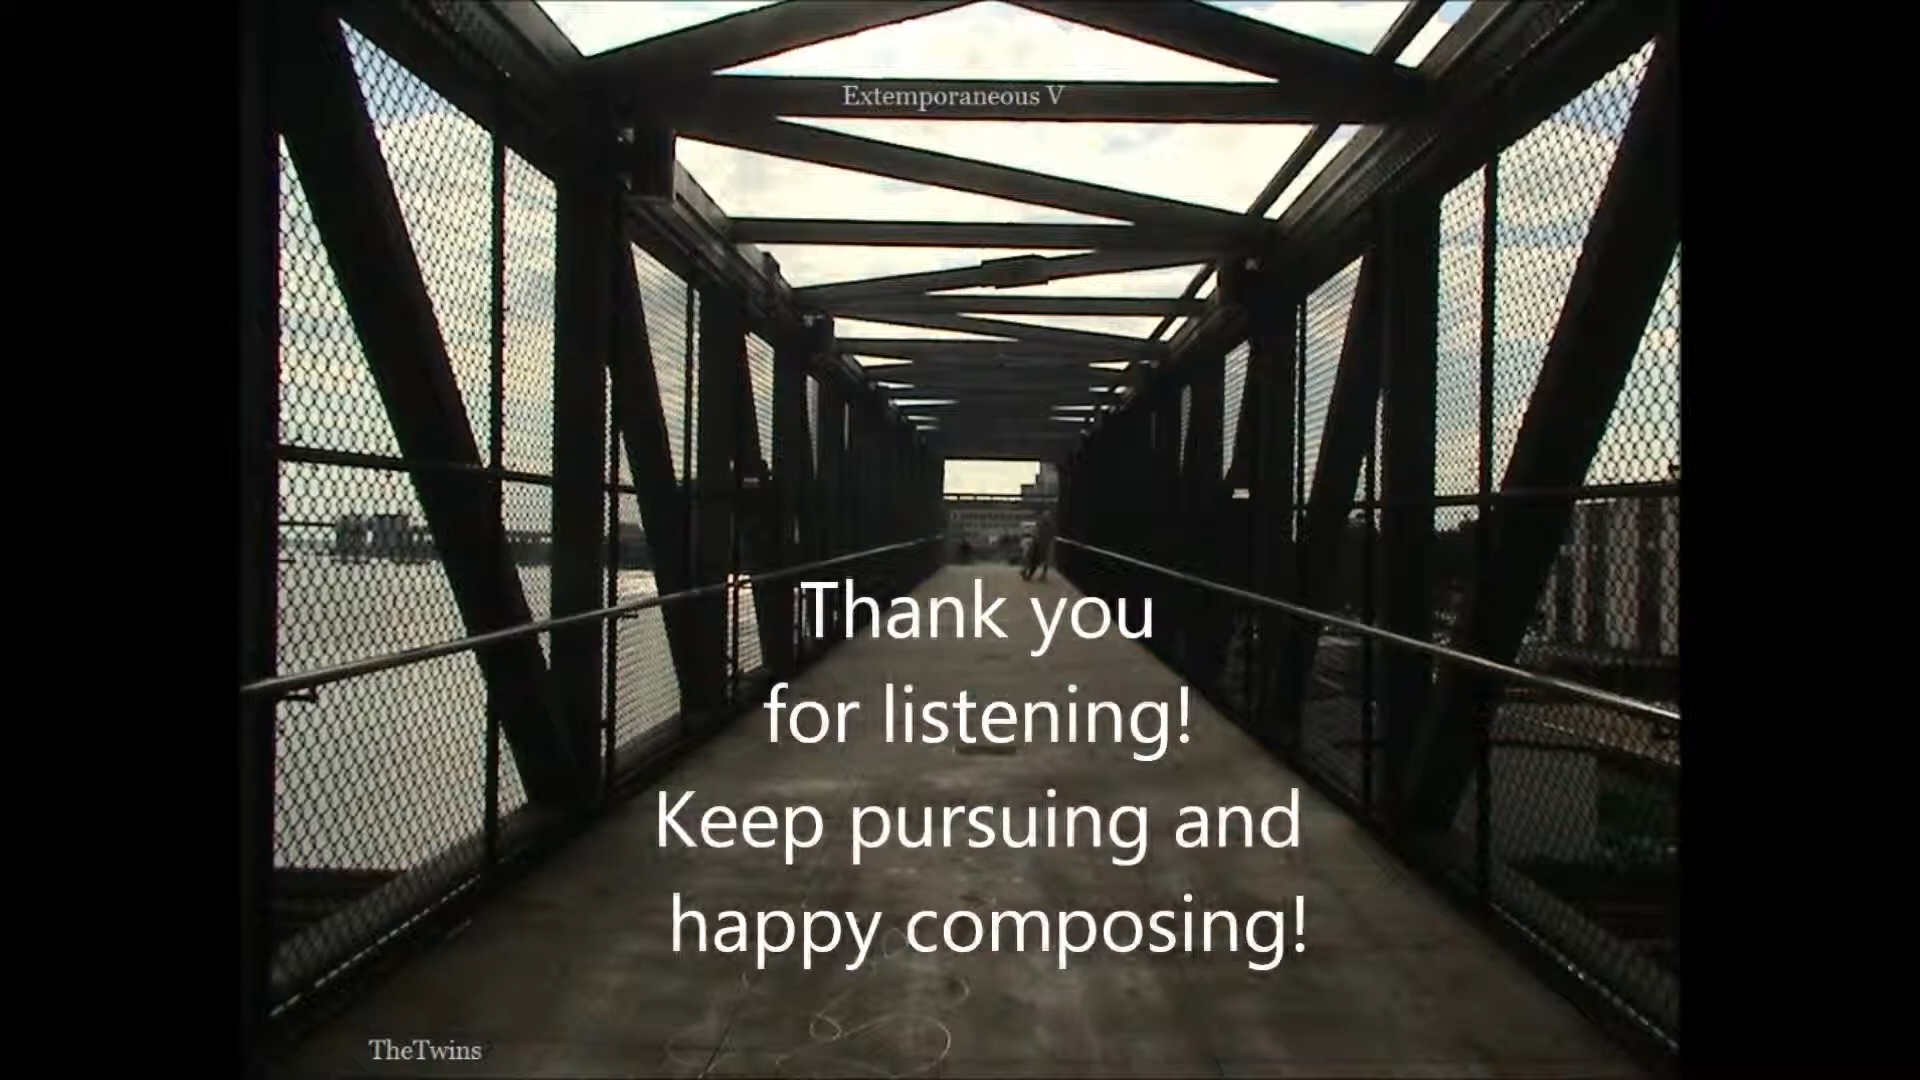 Extemporaneous V
Thank you
for listening!
Keep pursuing and
happy composing!
TheTwins